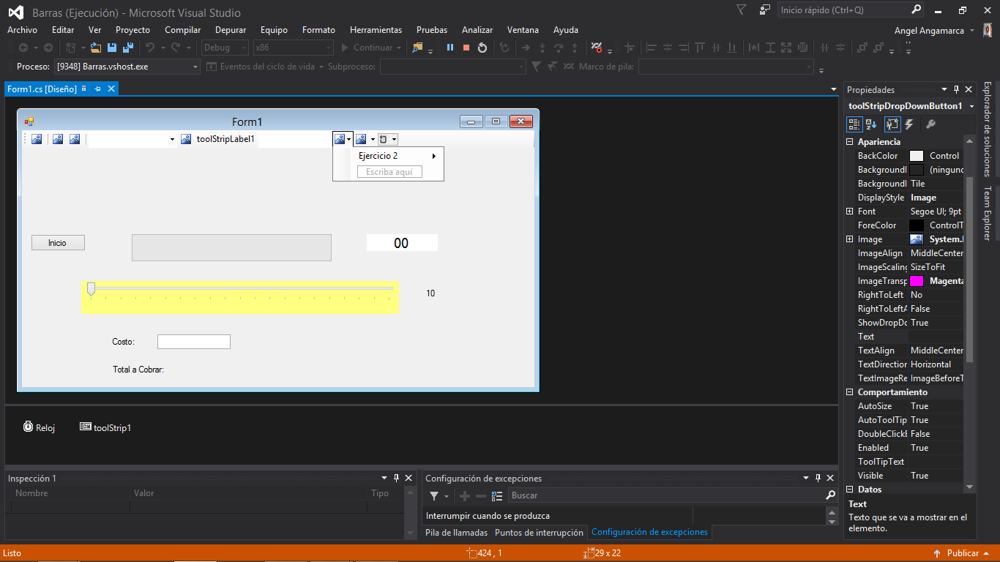 Barras (Ejecución) - Microsoft Visual Studio
Inicio rápido (Ctrl+Q)
Archivo Editar Ver Proyecto Compilar Depurar Equipo Formato Herramientas Pruebas Analizar Ventana Ayuda
Angel Angamarca
Debug x86 Continuar
Proceso: [9348] Barras.vshost.exe Eventos del ciclo de vida Subproceso: Marco de pila:
Form1.cs [Diseño]
Form1
toolStripLabel1
Ejercicio 2
Escriba aquí
Inicio
00
10
Costo:
Total a Cobrar:
Reloj toolStrip1
Inspección 1
Nombre Valor Tipo
Configuración de excepciones
Buscar
Interrumpir cuando se produzca
Pila de llamadas Puntos de interrupción Configuración de excepciones
Propiedades
toolStripDropDownButton1
Apariencia
BackColor Control
BackgroundI (ninguno
BackgroundI Tile
DisplayStyle Image
Font Segoe UI; 9pt
ForeColor ControlT
Image System.
ImageAlign MiddleCenter
ImageScaling SizeToFit
ImageTransp Magenta
RightToLeft No
RightToLeftA False
ShowDropDo True
Text
TextAlign MiddleCenter
TextDirection Horizontal
TextImageRe ImageBeforeT
Comportamiento
AutoSize True
AutoToolTip True
DoubleClickE False
Enabled True
ToolTipText
Visible True
Datos
Text
Texto que se va a mostrar en el
elemento.
Explorador de soluciones
Team Explorer
Listo 424 , 1 29 x 22 Publicar